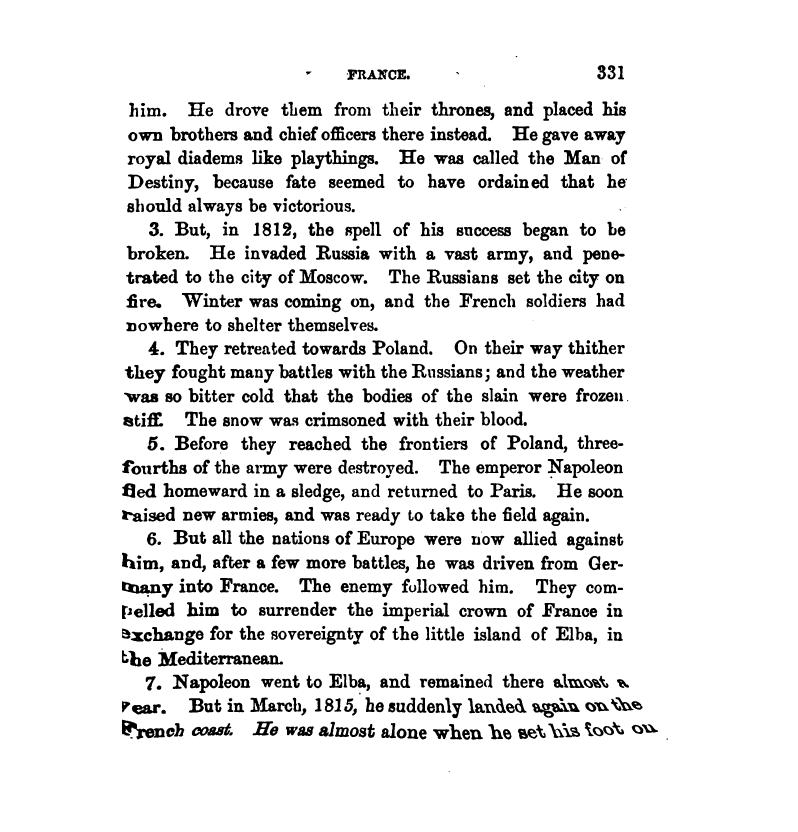 FRANCE. 331
him. He drove them from their thrones, and placed his
own brothers and chief officers there instead. He gave away
royal diadems like playthings. He was called the Man of
Destiny, because fate seemed to have ordained that he
should always be victorious.
3. But, in 1812, the spell of his success began to be
broken. He invaded Russia with a vast army, and pene-
trated to the city of Moscow. The Russians set the city on
fire. Winter was coming on, and the French soldiers had
nowhere to shelter themselves.
4. They retreated towards Poland. On their way thither
they fought many battles with the Russians; and the weather
was so bitter cold that the bodies of the slain were frozen
stiff. The snow was crimsoned with their blood.
5. Before they reached the frontiers of Poland, three-
fourths of the army were destroyed. The emperor Napoleon
fled homeward in a sledge, and returned to Paris. He soon
raised new armies, and was ready to take the field again.
6. But all the nations of Europe were now allied against
him, and, after a few more battles, he was driven from Ger-
many into France. The enemy followed him. They com-
pelled him to surrender the imperial crown of France in
exchange for the sovereignty of the little island of Elba, in
the Mediterranean.
7. Napoleon went to Elba, and remained there almost a
year. But in March, 1815, he suddenly landed again on the
French coast. He was almost alone when he set his foot on